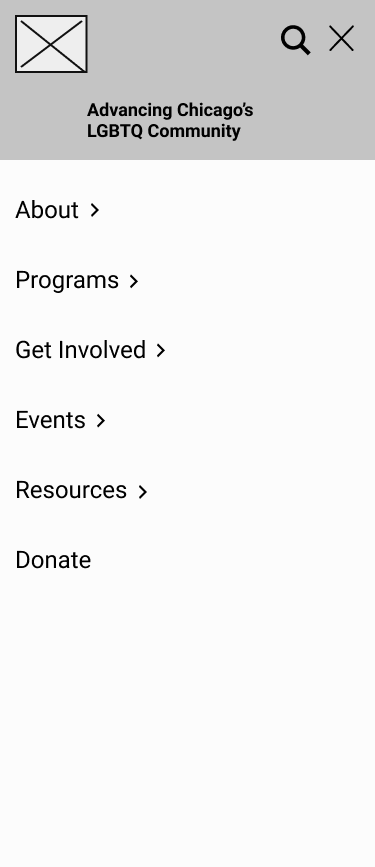 Advancing Chicago's
LGBTQ Community
About
Programs
Get Involved
Events
Resources
Donate